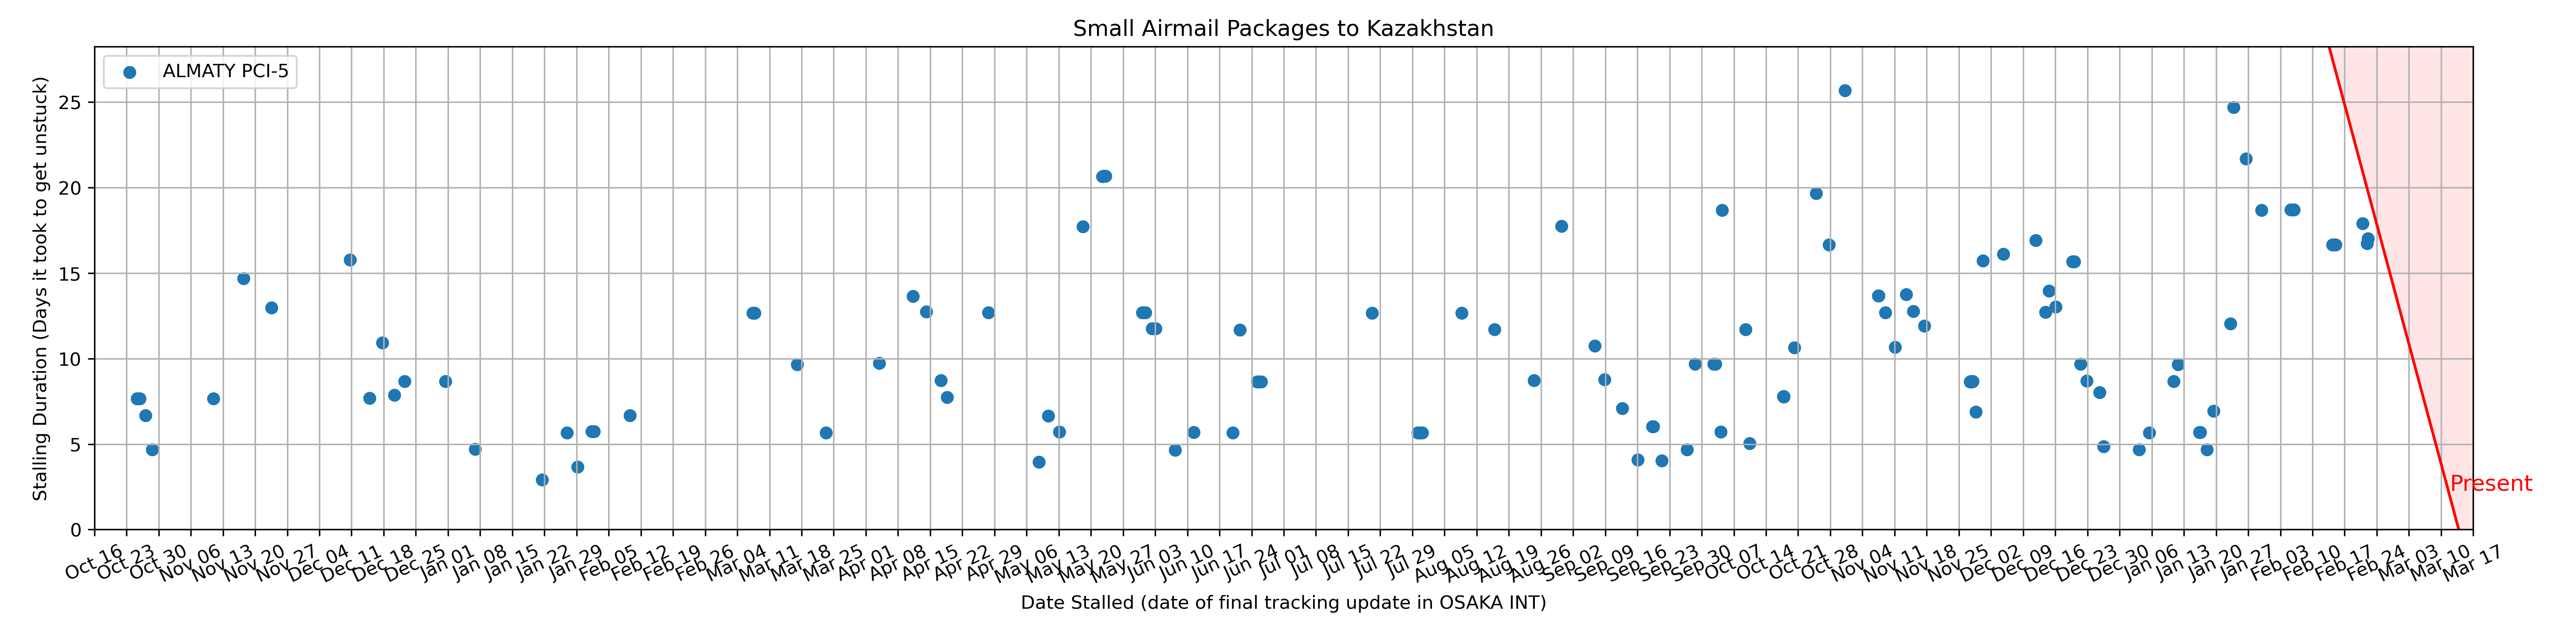 Small Airmail Packages to Kazakhstan
ALMATY PCI-5
Stalling Duration (Days it took to get unstuck)
25
20
15
10
5
0
Present
Oct 16
Oct 23
Oct 30
Nov 06
Nov 13
Nov 20
Nov 27
Dec 04
Dec 11
Dec 18
Dec 25
Jan 01
Jan 08
Jan 15
Jan 22
Jan 29
Feb 05
Feb 12
Feb 19
Feb 26
Mar 04
Mar 11
Mar 18
Mar 25
Apr 01
Apr 08
Apr 15
Apr 22
Apr 29
May 06
May 13
May 20
May 27
Jun 03
Jun 10
Jun 17
Jun 24
Jul 01
Jul 08
Jul 15
Jul 22
Jul 29
Aug 05
Aug 12
Aug 19
Aug 26
Sep 02
Sep 09
Sep 16
Sep 23
Sep 30
Oct 07
Oct 14
Oct 21
Oct 28
Nov 04
Nov 11
Nov 18
Nov 25
Dec 02
Dec 09
Dec 16
Dec 23
Dec 30
Jan 06
Jan 13
Jan 20
Jan 27
Feb 03
Feb 10
Feb 17
Feb 24
Mar 03
Mar 10
Mar 17
Date Stalled (date of final tracking update in OSAKA INT)